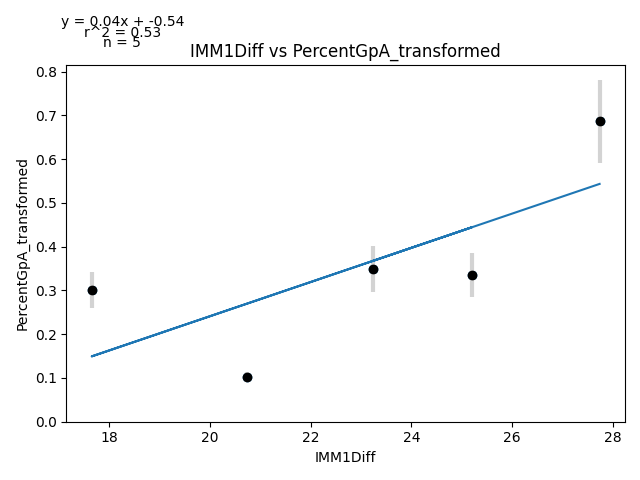 y = 0.04x + -0.54
r^2 = 0.53
n = 5
IMM1Diff vs PercentGpA_transformed
0.8
0.7
0.6
0.5
0.4
0.3
0.2
0.1
0.0
PercentGpA_transformed
18 20 22 24 26 28
IMM1Diff